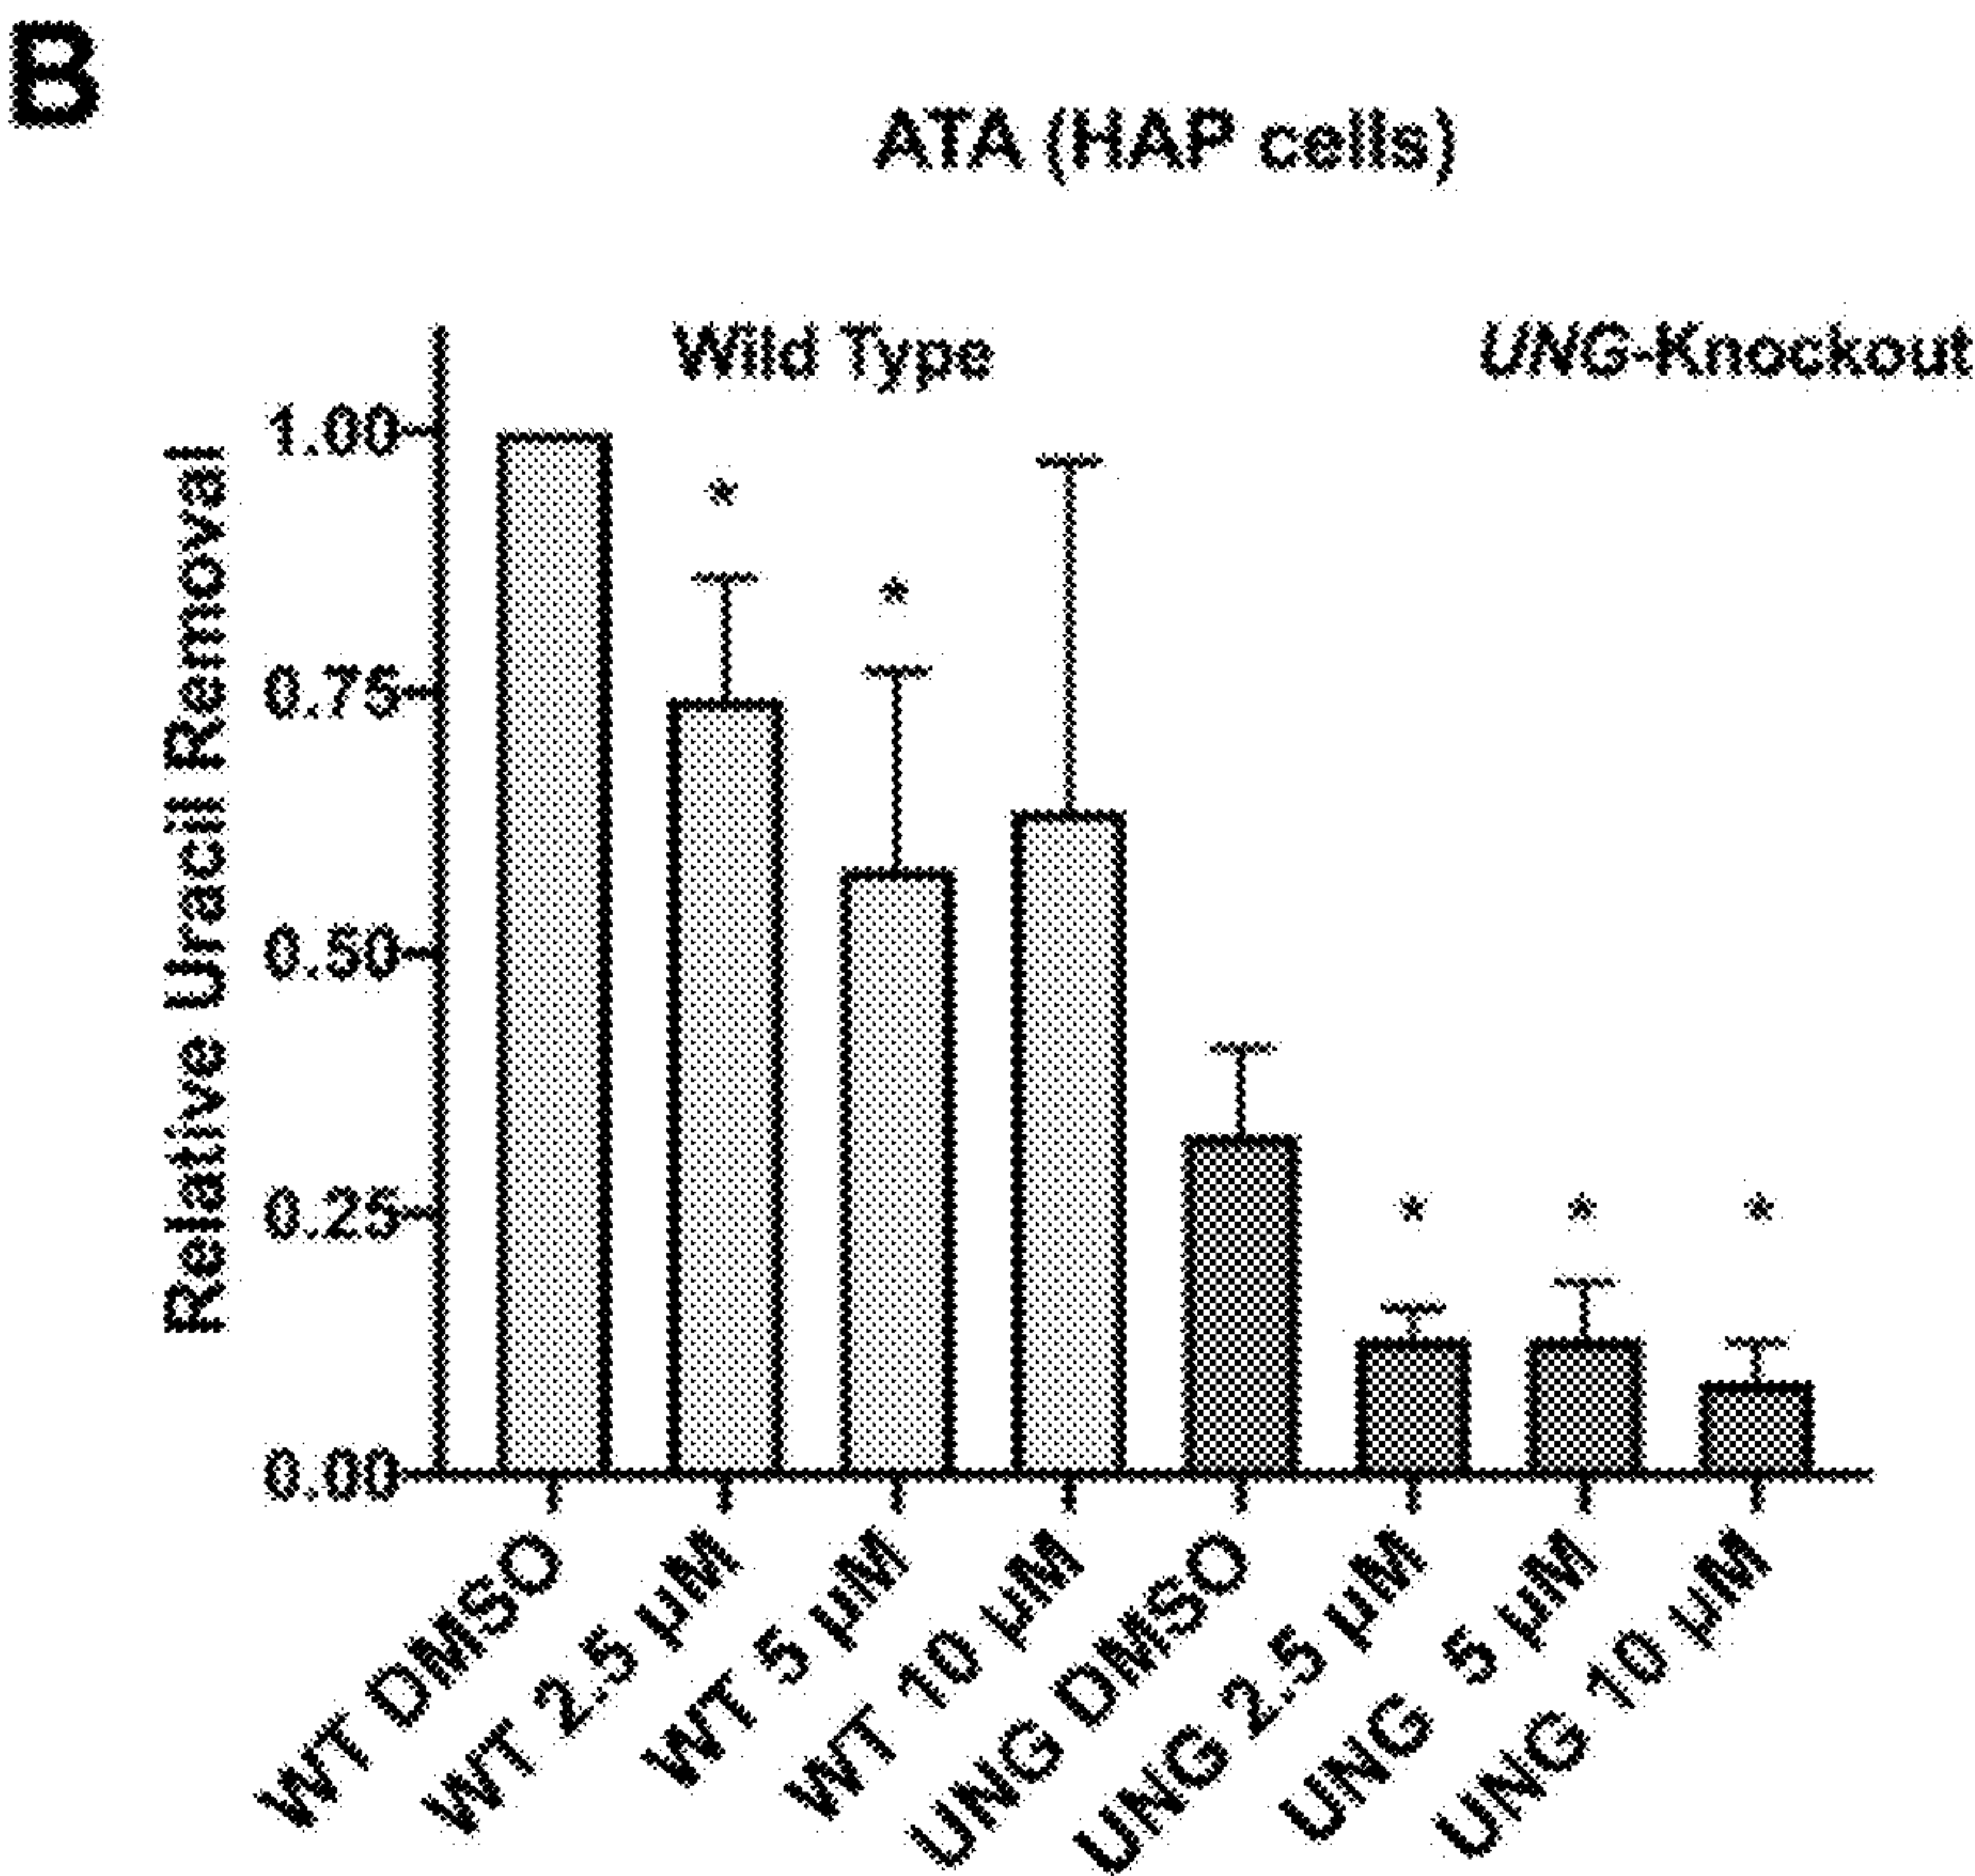 B
ATA (HAP cells)
Wild Type
UNG-Knockout
Relative Uracil Removal
1.00
0.75
0.50
0.25
0.00
*
*
*
*
*
WT DMSO
WT 2.5 µM
WT 5 µM
WT 10 µM
UNG DMSO
UNG 2.5 µM
UNG 5 µM
UNG 10 µM